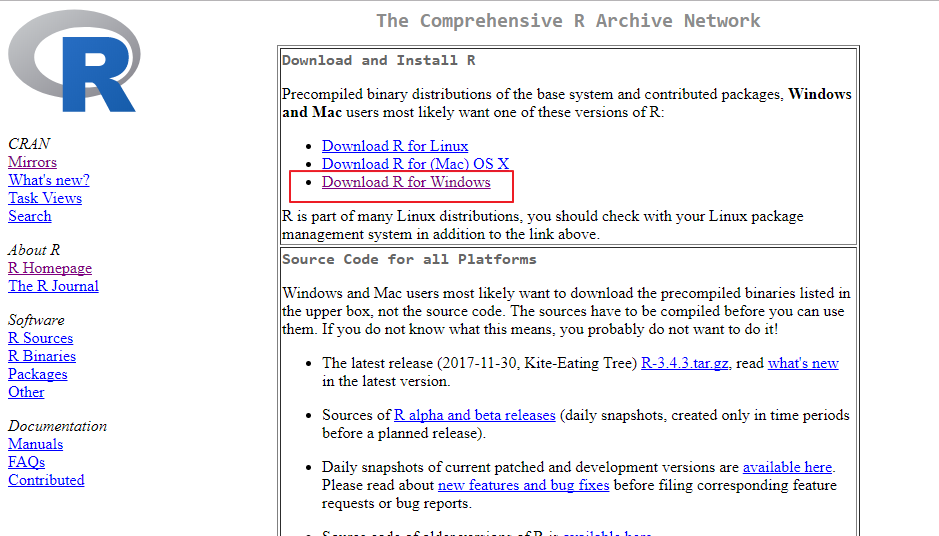 The Comprehensive R Archive Network
R
CRAN
Mirrors
What's new?
Task Views
Search
About R
R Homepage
The R Journal
Software
R Sources
R Binaries
Packages
Other
Documentation
Manuals
FAQs
Contributed
Download and Install R
Precompiled binary distributions of the base system and contributed packages, Windows
and Mac users most likely want one of these versions of R:
Download R for Linux
Download R for (Mac) OS X
Download R for Windows
R is part of many Linux distributions, you should check with your Linux package
management system in addition to the link above.
Source Code for all Platforms
Windows and Mac users most likely want to download the precompiled binaries listed in
the upper box, not the source code. The sources have to be compiled before you can use
them. If you do not know what this means, you probably do not want to do it!
The latest release (2017-11-30, Kite-Eating Tree) R-3.4.3.tar.gz, read what's new
in the latest version.
Sources of R alpha and beta releases (daily snapshots, created only in time periods
before a planned release).
Daily snapshots of current patched and development versions are available here.
Please read about new features and bug fixes before filing corresponding feature
requests or bug reports.
Source code of older versions of R is available here.